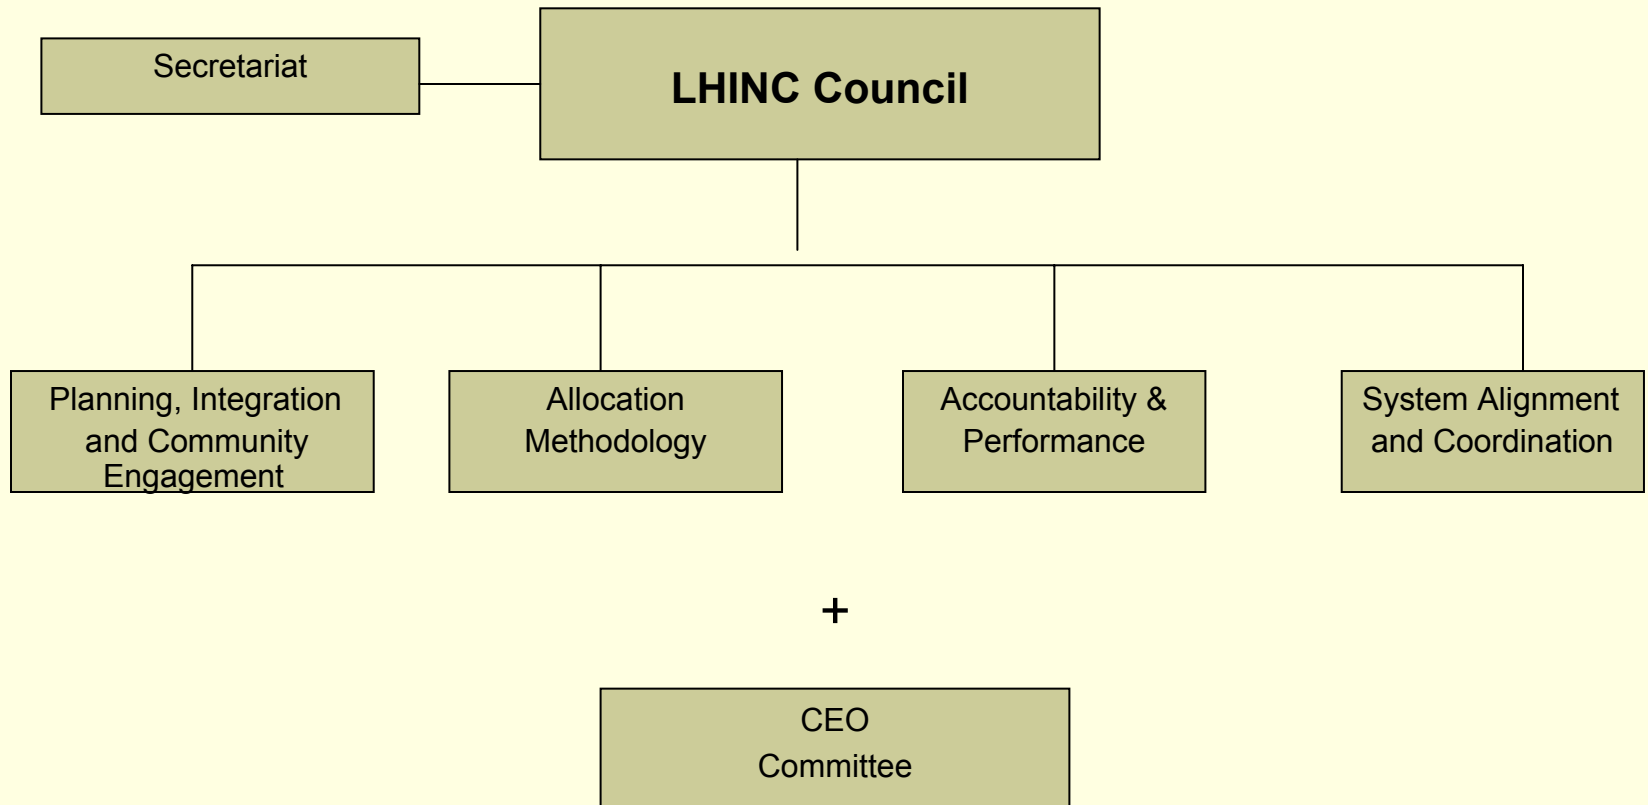 Secretariat
LHINC Council
Planning, Integration
and Community
Engagement
Allocation
Methodology
Accountability &
Performance
System Alignment
and Coordination
+
CEO
Committee